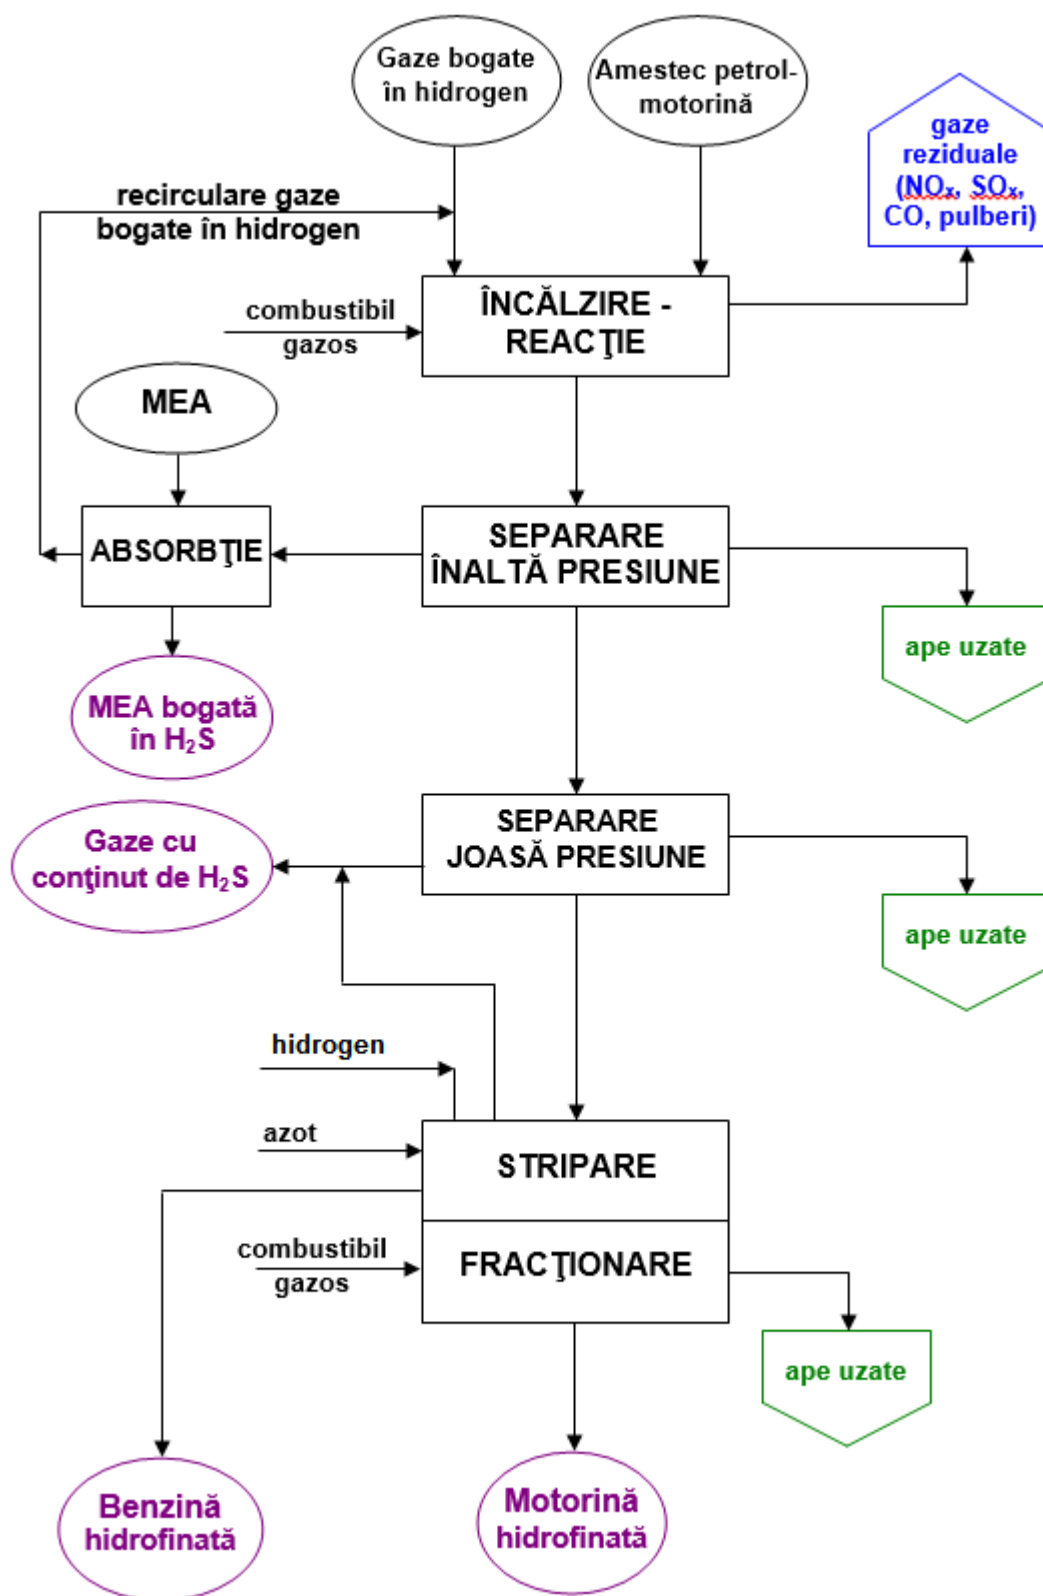 Gaze bogate
în hidrogen
Amestec petrol-
motorină
gaze
reziduale
(NOₓ, SOₓ,
CO, pulberi)
recirculare gaze
bogate în hidrogen
ÎNCĂLZIRE -
REACŢIE
combustibil
gazos
MEA
ABSORBŢIE
SEPARARE
ÎNALTĂ PRESIUNE
ape uzate
MEA bogată
în H₂S
SEPARARE
JOASĂ PRESIUNE
Gaze cu
conţinut de H₂S
ape uzate
hidrogen
azot
STRIPARE
combustibil
gazos
FRACŢIONARE
ape uzate
Benzină
hidrofinată
Motorină
hidrofinată